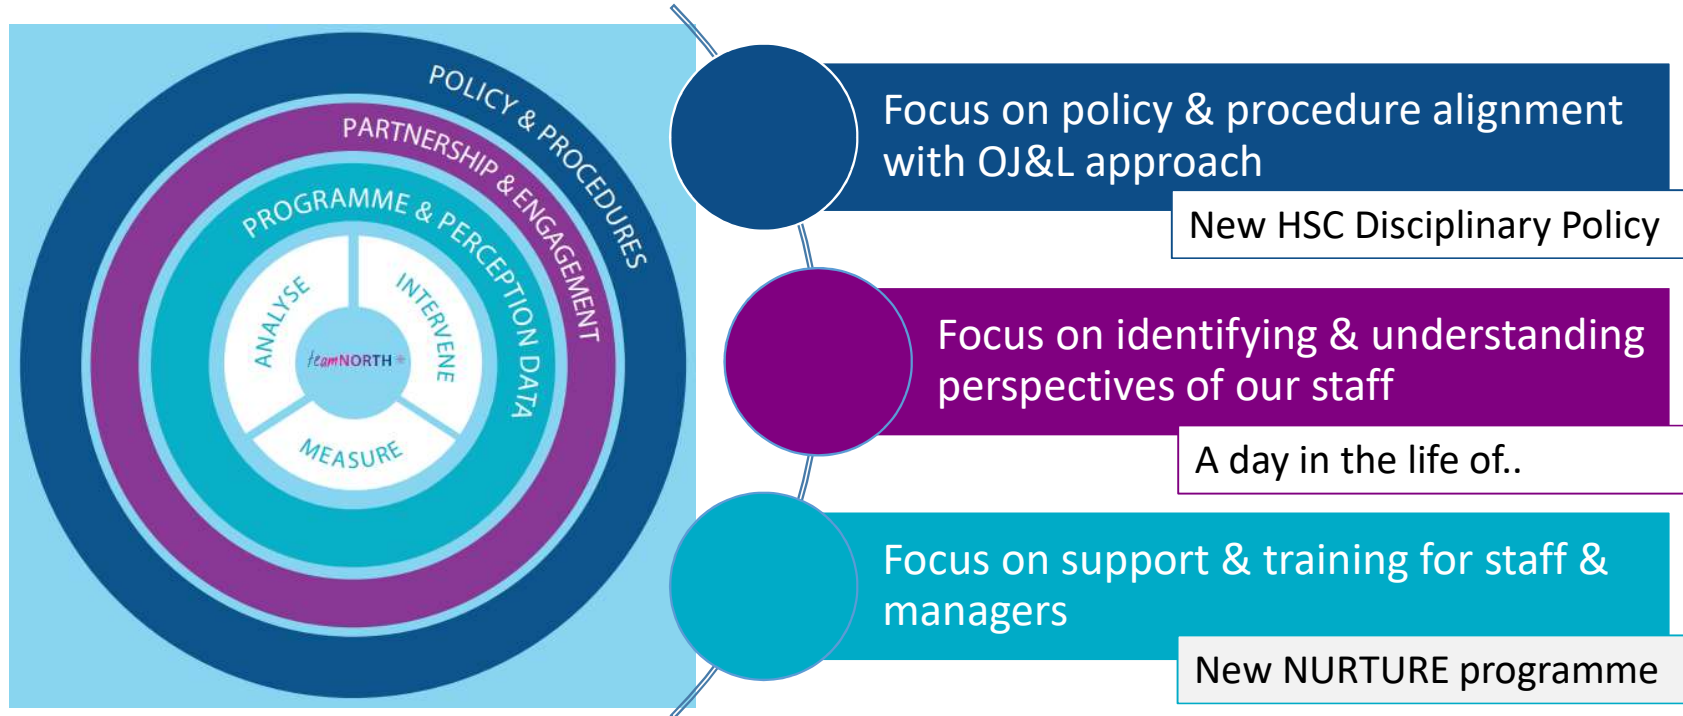 POLICY & PROCEDURES
PARTNERSHIP & ENGAGEMENT
PROGRAMME & PERCEPTION DATA
ANALYSE
INTERVENE
MEASURE
teamNORTH
Focus on policy & procedure alignment
with OJ&L approach
New HSC Disciplinary Policy
Focus on identifying & understanding
perspectives of our staff
A day in the life of..
Focus on support & training for staff &
managers
New NURTURE programme